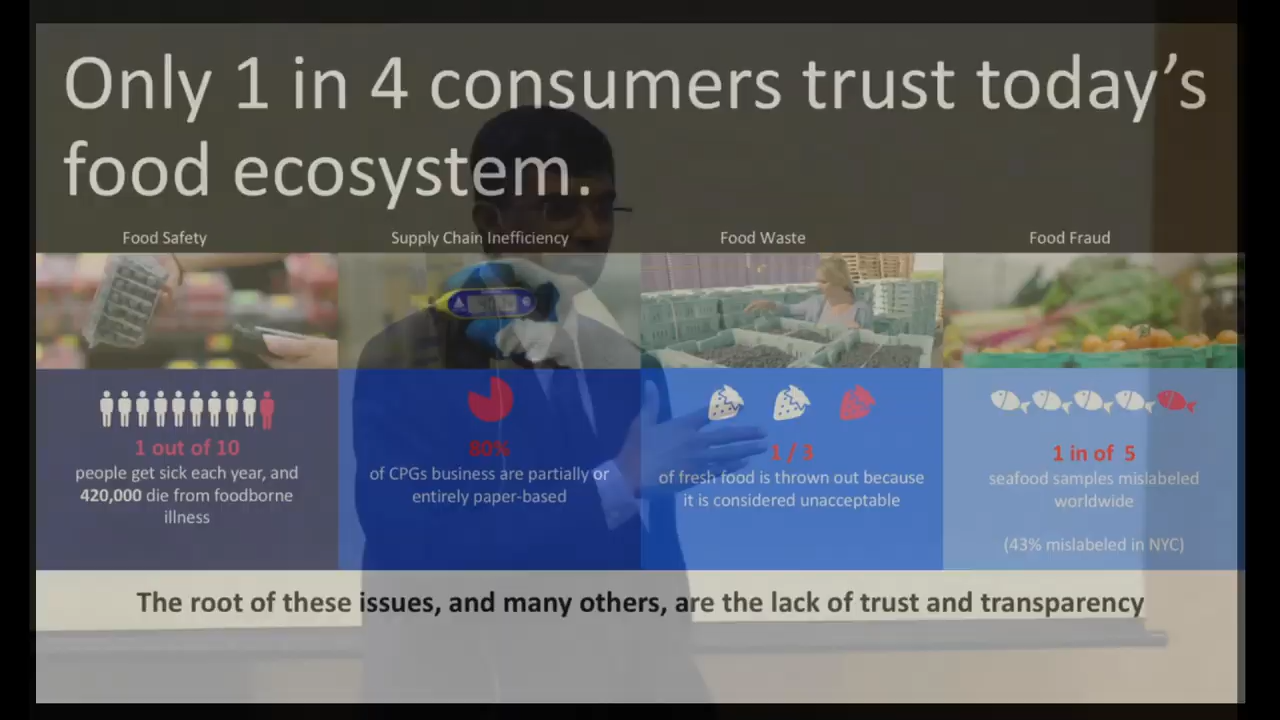 Only 1 in 4 consumers trust today's
food ecosystem.
Food Safety
Supply Chain Inefficiency
Food Waste
Food Fraud
1 out of 10
people get sick each year, and
420,000 die from foodborne
illness
80%
of CPGs business are partially or
entirely paper-based
1 / 3
of fresh food is thrown out because
it is considered unacceptable
1 in of 5
seafood samples mislabeled
worldwide
(43% mislabeled in NYC)
The root of these issues, and many others, are the lack of trust and transparency